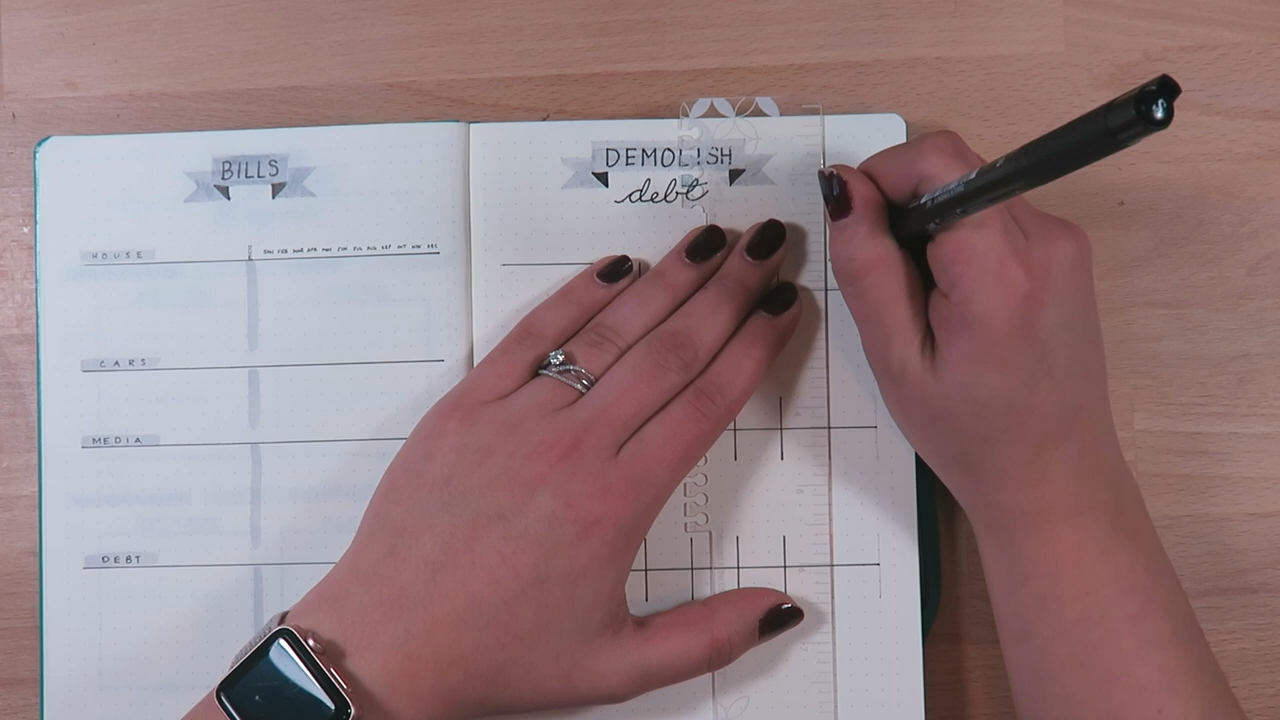 BILLS
HOUSE
JAN FEB MAR APR MAY JUN JUL AUG SEP OCT NOV DEC
CARS
MEDIA
DEBT
DEMOLISH
debt